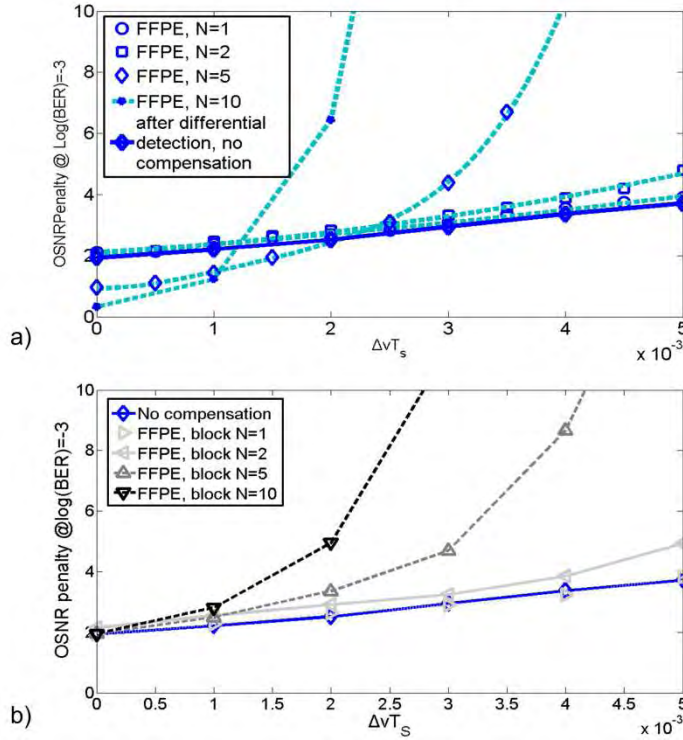 10
8
6
4
2
0
OSNRPenalty @ Log(BER)=-3
FFPE, N=1
FFPE, N=2
FFPE, N=5
FFPE, N=10
after differential
detection, no
compensation
0
1
2
3
4
5
ΔvTs
x 10⁻³
a)
10
8
6
4
2
0
OSNR penalty @log(BER)=-3
No compensation
FFPE, block N=1
FFPE, block N=2
FFPE, block N=5
FFPE, block N=10
0 0.5 1 1.5 2 2.5 3 3.5 4 4.5 5
ΔvTS
x 10⁻³
b)